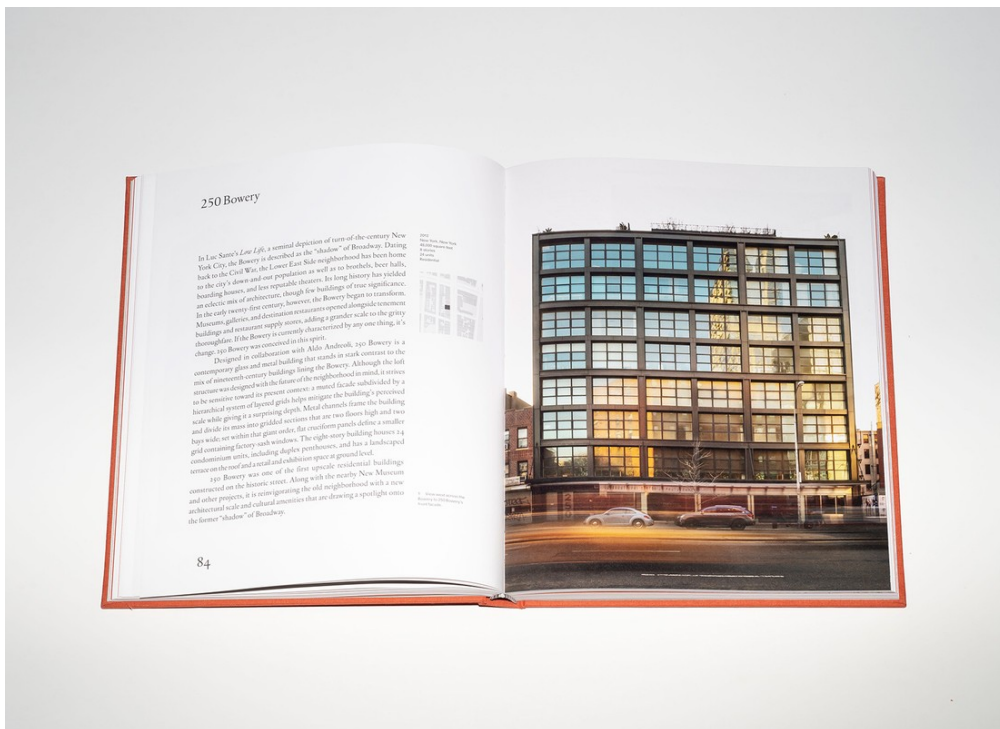 250 Bowery
In Luc Sante's Low Life, a seminal depiction of turn-of-the-century New
York City, the Bowery is described as the "shadow" of Broadway. Dating
back to the Civil War, the Lower East Side neighborhood has been home
to the city's down-and-out population as well as to brothels, beer halls,
boarding houses, and less reputable theaters. Its long history has yielded
an eclectic mix of architecture, though few buildings of true significance.
In the early twenty-first century, however, the Bowery began to transform.
Museums, galleries, and destination restaurants opened alongside tenement
buildings and restaurant supply stores, adding a grander scale to the gritty
thoroughfare. If the Bowery is currently characterized by any one thing, it's
change. 250 Bowery was conceived in this spirit.
Designed in collaboration with Aldo Andreoli, 250 Bowery is a
contemporary glass and metal building that stands in stark contrast to the
mix of nineteenth-century buildings lining the Bowery. Although the loft
structure was designed with the future of the neighborhood in mind, it strives
to be sensitive toward its present context: a muted facade subdivided by a
hierarchical system of layered grids helps mitigate the building's perceived
scale while giving it a surprising depth. Metal channels frame the building
and divide its mass into gridded sections that are two floors high and two
bays wide; set within that giant order, flat cruciform panels define a smaller
grid containing factory-sash windows. The eight-story building houses 24
condominium units, including duplex penthouses, and has a landscaped
terrace on the roof and a retail and exhibition space at ground level.
250 Bowery was one of the first upscale residential buildings
constructed on the historic street. Along with the nearby New Museum
and other projects, it is reinvigorating the old neighborhood with a new
architectural scale and cultural amenities that are drawing a spotlight onto
the former "shadow" of Broadway.
84
New York, New York
8 stories
24 units
Residential